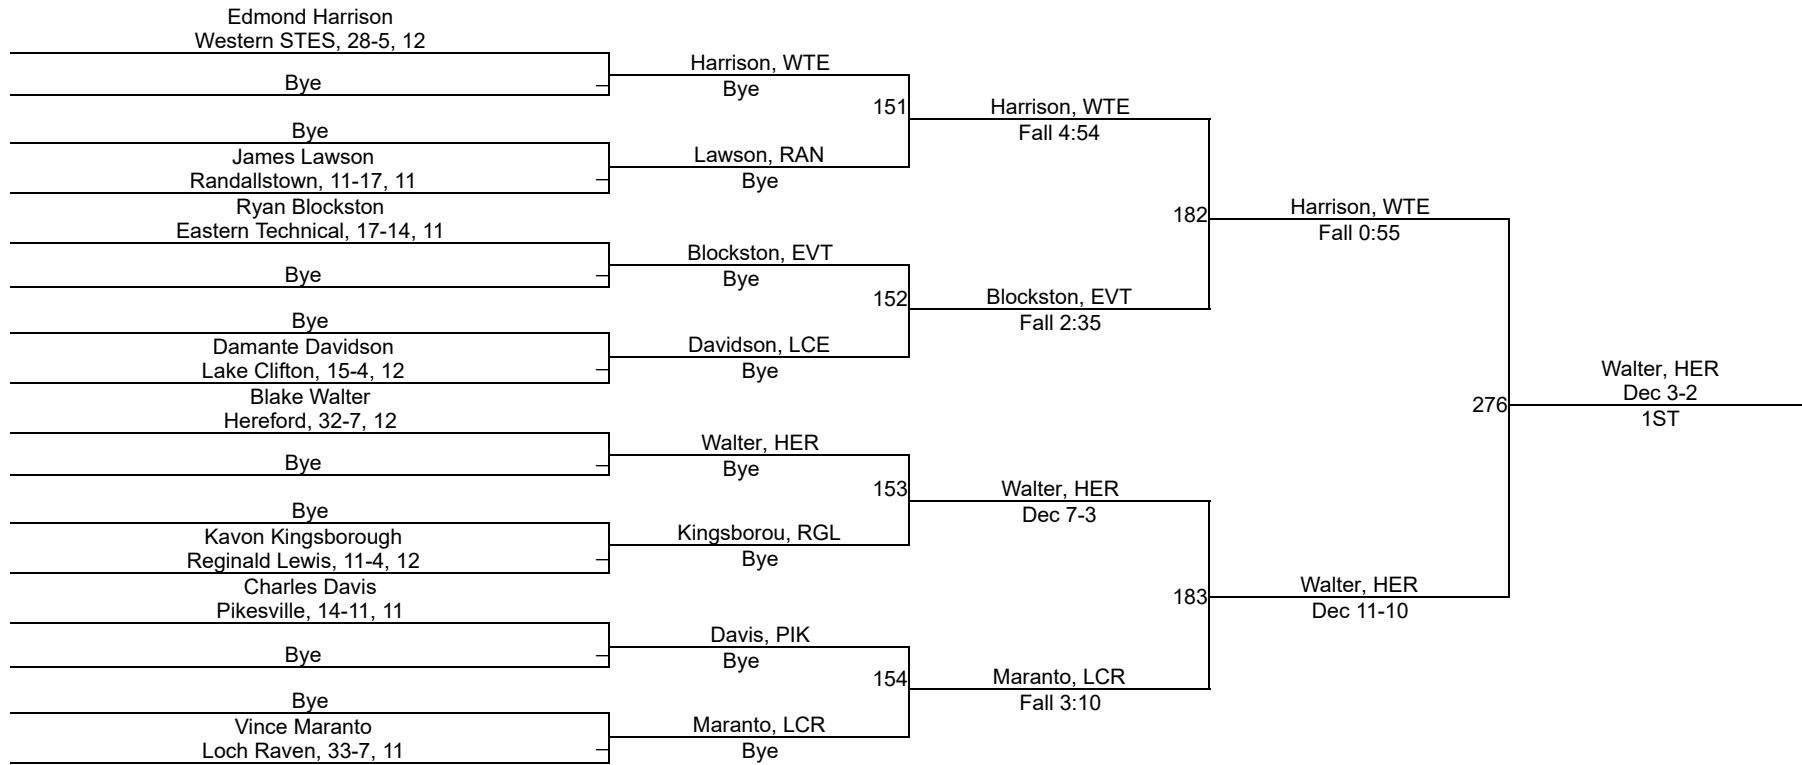 Edmond Harrison
Western STES, 28-5, 12
Bye
Bye
James Lawson
Randallstown, 11-17, 11
Ryan Blockston
Eastern Technical, 17-14, 11
Bye
Bye
Damante Davidson
Lake Clifton, 15-4, 12
Blake Walter
Hereford, 32-7, 12
Bye
Bye
Kavon Kingsborough
Reginald Lewis, 11-4, 12
Charles Davis
Pikesville, 14-11, 11
Bye
Bye
Vince Maranto
Loch Raven, 33-7, 11
Harrison, WTE
Bye
151
Lawson, RAN
Bye
Blockston, EVT
Bye
152
Davidson, LCE
Bye
Walter, HER
Bye
153
Kingsborou, RGL
Bye
Davis, PIK
Bye
154
Maranto, LCR
Bye
Harrison, WTE
Fall 4:54
182
Blockston, EVT
Fall 2:35
Walter, HER
Dec 7-3
183
Maranto, LCR
Fall 3:10
Harrison, WTE
Fall 0:55
276
Walter, HER
Dec 11-10
Walter, HER
Dec 3-2
1ST